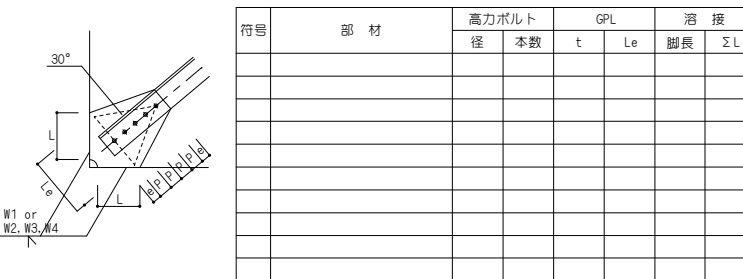 30°
L
Le
L
e P P P P e
W1 or
W2,W3,W4
符号 部 材 高力ボルト GPL 溶 接
径 本数 t Le 脚長 ΣL